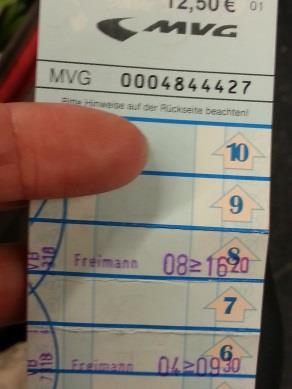 12,50€ 01
MVG
MVG 0004844427
Bitte Hinweise auf der Rückseite beachten!
10
9
8
Freimann 08≥1620
7
6
Freimann 04≥0930